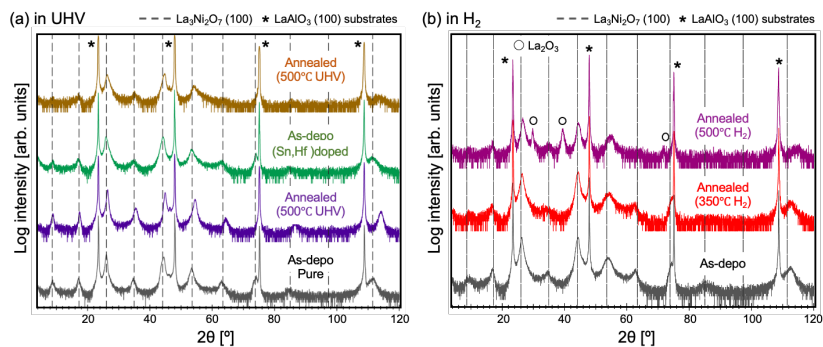 (a) in UHV
La₃Ni₂O₇ (100) * LaAlO₃ (100) substrates
* * * *
Annealed
(500℃ UHV)
As-depo
(Sn,Hf )doped
Annealed
(500℃ UHV)
As-depo
Pure
Log intensity [arb. units]
20 40 60 80 100 120
2θ [º]
(b) in H₂
La₃Ni₂O₇ (100) * LaAlO₃ (100) substrates
○ La₂O₃
* * * *
○ ○ ○
Annealed
(500℃ H₂)
Annealed
(350℃ H₂)
As-depo
Log intensity [arb. units]
20 40 60 80 100 120
2θ [º]